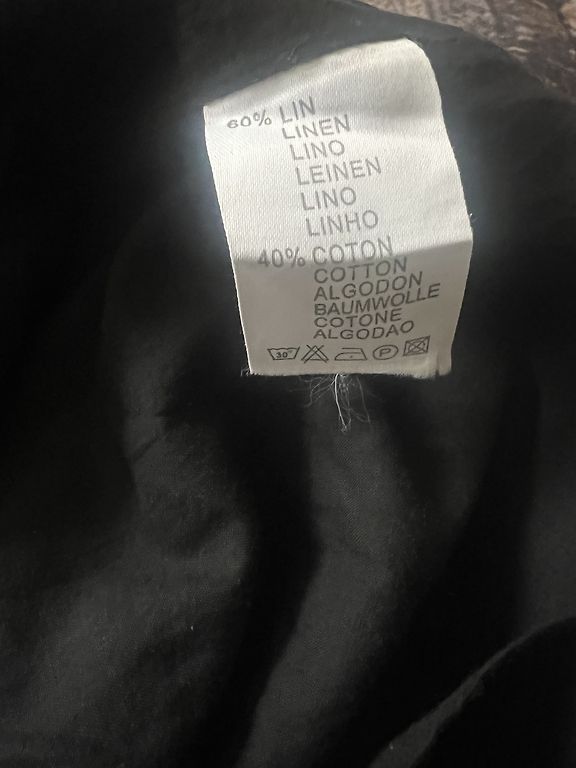 60% LIN
LINEN
LINO
LEINEN
LINO
LINHO
40% COTON
COTTON
ALGODON
BAUMWOLLE
COTONE
ALGODAO
30° P